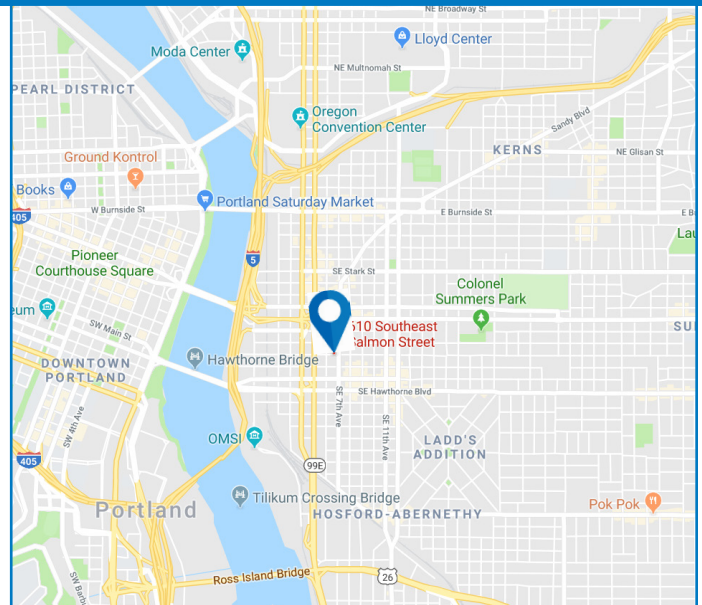 NE Broadway St
Moda Center
Lloyd Center
NE Multnomah St
PEARL DISTRICT
Oregon
Convention Center
Sandy Blvd
KERNS
NE Glisan St
Ground Kontrol
Books
405
W Burnside St
Portland Saturday Market
E Burnside St
5
Pioneer
Courthouse Square
SE Stark St
Colonel
Summers Park
SW Main St
610 Southeast
Salmon Street
Hawthorne Bridge
DOWNTOWN
PORTLAND
SE Hawthorne Blvd
SE 7th Ave
SE 11th Ave
SW 4th Ave
OMSI
LADD'S
ADDITION
405
99E
Tilikum Crossing Bridge
Portland
HOSFORD-ABERNETHY
Pok Pok
Ross Island Bridge
26